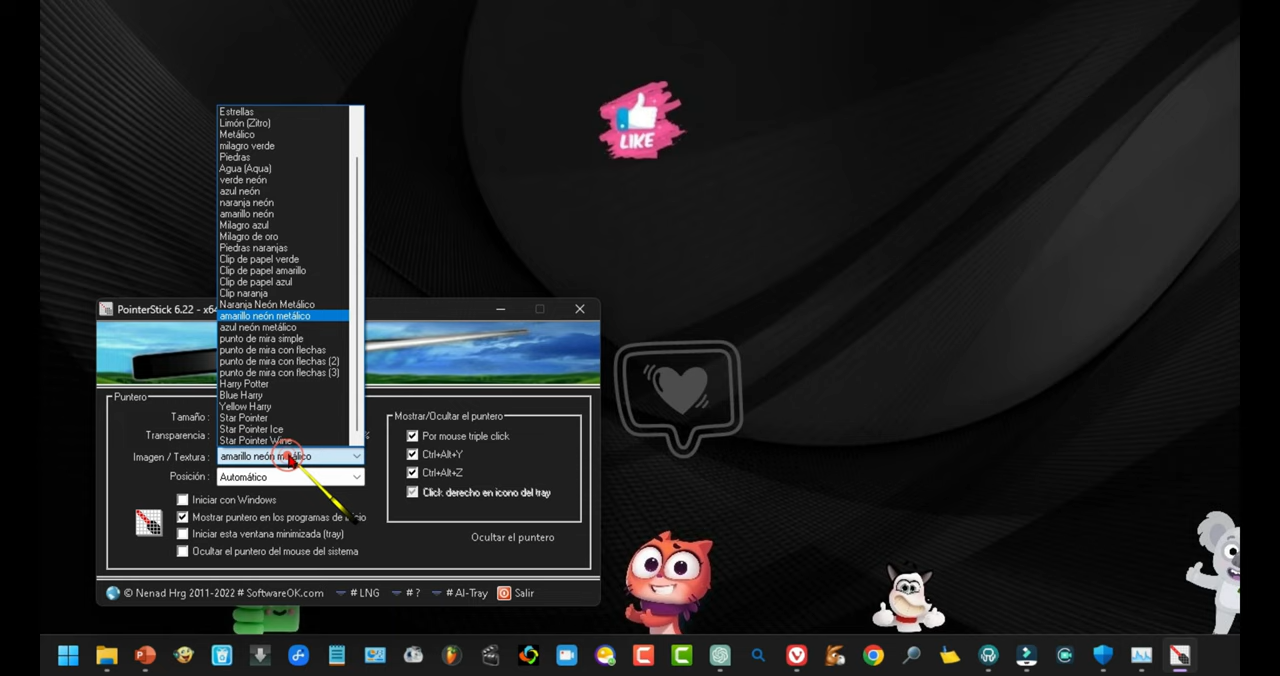 LIKE
Estrellas
Limón (Zitro)
Metálico
milagro verde
Piedras
Agua (Aqua)
verde neón
azul neón
naranja neón
amarillo neón
Milagro azul
Milagro de oro
Piedras naranjas
Clip de papel verde
Clip de papel amarillo
Clip de papel azul
Clip naranja
Naranja Neón Metálico
amarillo neón metálico
azul neón metálico
punto de mira simple
punto de mira con flechas
punto de mira con flechas (2)
punto de mira con flechas (3)
Harry Potter
Blue Harry
Yellow Harry
Star Pointer
Star Pointer Ice
Star Pointer Wine
PointerStick 6.22 - x64
Puntero
Tamaño :
Transparencia :
%
Imagen / Textura :
amarillo neón metálico
Posición :
Automático
Iniciar con Windows
Mostrar puntero en los programas de inicio
Iniciar esta ventana minimizada (tray)
Ocultar el puntero del mouse del sistema
Mostrar/Ocultar el puntero
Por mouse triple click
Ctrl+Alt+Y
Ctrl+Alt+Z
Click derecho en icono del tray
Ocultar el puntero
© Nenad Hrg 2011-2022 # SoftwareOK.com
# LNG
# ?
# AI-Tray
Salir